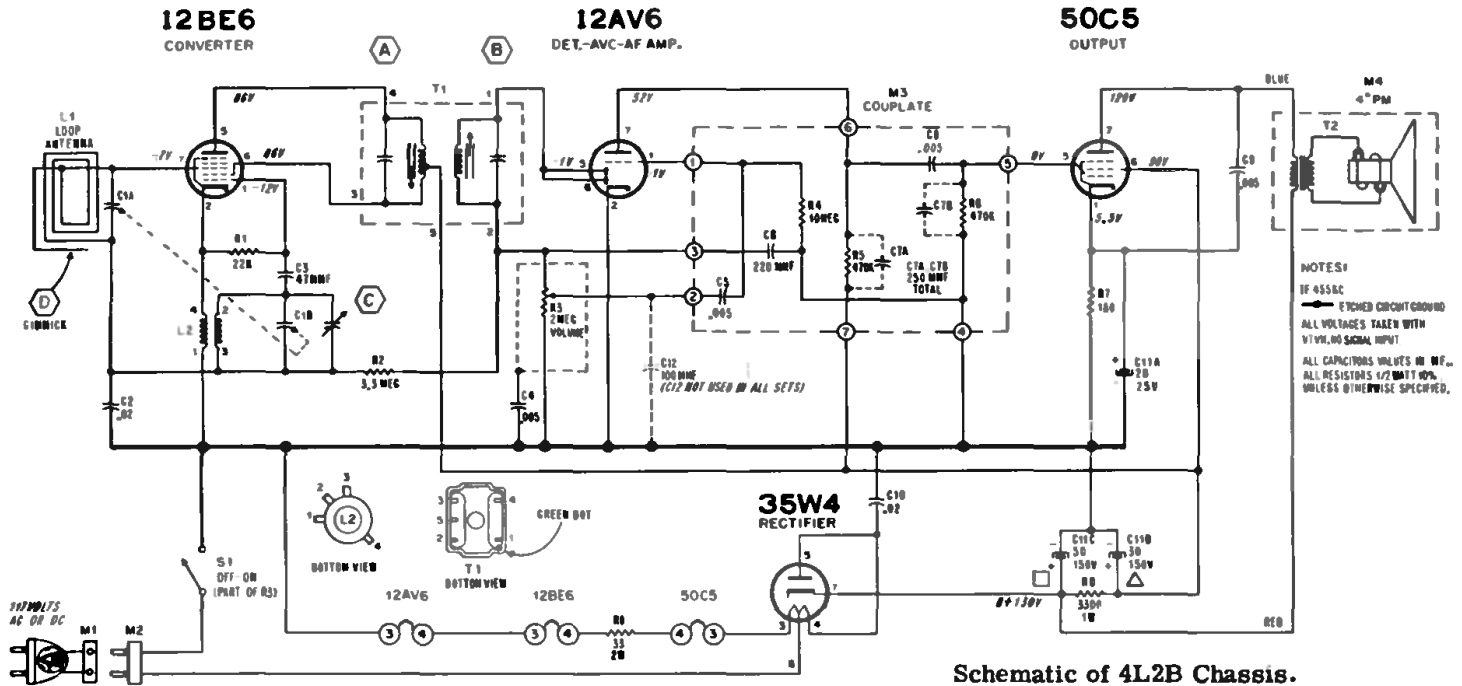 12BE6
CONVERTER
12AV6
DET.-AVC-AF AMP.
50C5
OUTPUT
A
B
T1
M3
COUPLATE
BLUE
M4
4" PM
T2
L1
LOOP
ANTENNA
86V
86V
-12V
52V
120V
90V
0V
5.5V
-1V
C1A
D
GIMMICK
R1
22K
C3
47MMF
C
C1B
L2
R2
3.3 MEG
C2
.02
R3
2 MEG
VOLUME
C4
.005
C12
100 MMF
(C12 NOT USED IN ALL SETS)
C5
.005
C6
220 MMF
R4
10 MEG
R5
470K
C7A
C7A, C7B
250 MMF
TOTAL
C7B
R6
470K
C8
.005
C9
.005
R7
180
C11A
20
25V
NOTES:
IF 455KC
ETCHED CIRCUIT GROUND
ALL VOLTAGES TAKEN WITH
VTVM, NO SIGNAL INPUT
ALL CAPACITORS VALUES IN MF.
ALL RESISTORS 1/2 WATT 10%
UNLESS OTHERWISE SPECIFIED.
L2
BOTTOM VIEW
T1
BOTTOM VIEW
GREEN DOT
35W4
RECTIFIER
C10
.02
C11C
50
150V
C11B
30
150V
3300
1W
B+130V
RED
S1
OFF-ON
(PART OF R3)
117 VOLTS
AC OR DC
M1
M2
12AV6
12BE6
50C5
33
2W
Schematic of 4L2B Chassis.